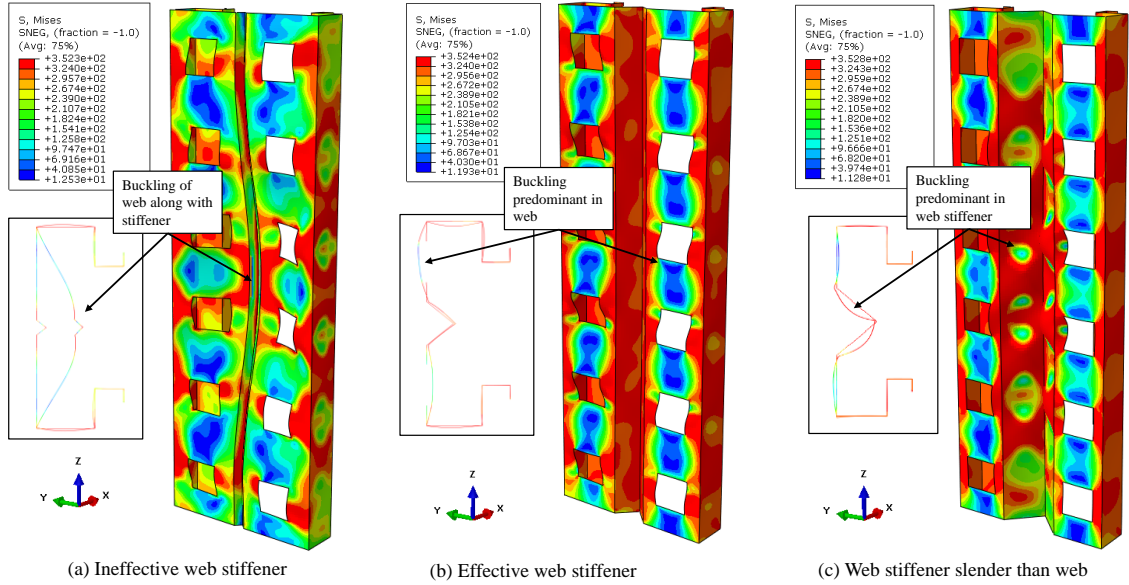 S, Mises
SNEG, (fraction = -1.0)
(Avg: 75%)
+3.523e+02
+3.240e+02
+2.957e+02
+2.674e+02
+2.390e+02
+2.107e+02
+1.824e+02
+1.541e+02
+1.258e+02
+9.747e+01
+6.916e+01
+4.085e+01
+1.253e+01
Buckling of
web along with
stiffener
Z
Y
X
(a) Ineffective web stiffener
S, Mises
SNEG, (fraction = -1.0)
(Avg: 75%)
+3.524e+02
+3.240e+02
+2.956e+02
+2.672e+02
+2.389e+02
+2.105e+02
+1.821e+02
+1.538e+02
+1.254e+02
+9.703e+01
+6.867e+01
+4.030e+01
+1.193e+01
Buckling
predominant in
web
Z
Y
X
(b) Effective web stiffener
S, Mises
SNEG, (fraction = -1.0)
(Avg: 75%)
+3.528e+02
+3.243e+02
+2.959e+02
+2.674e+02
+2.389e+02
+2.105e+02
+1.820e+02
+1.536e+02
+1.251e+02
+9.666e+01
+6.820e+01
+3.974e+01
+1.128e+01
Buckling
predominant in
web stiffener
Z
Y
X
(c) Web stiffener slender than web